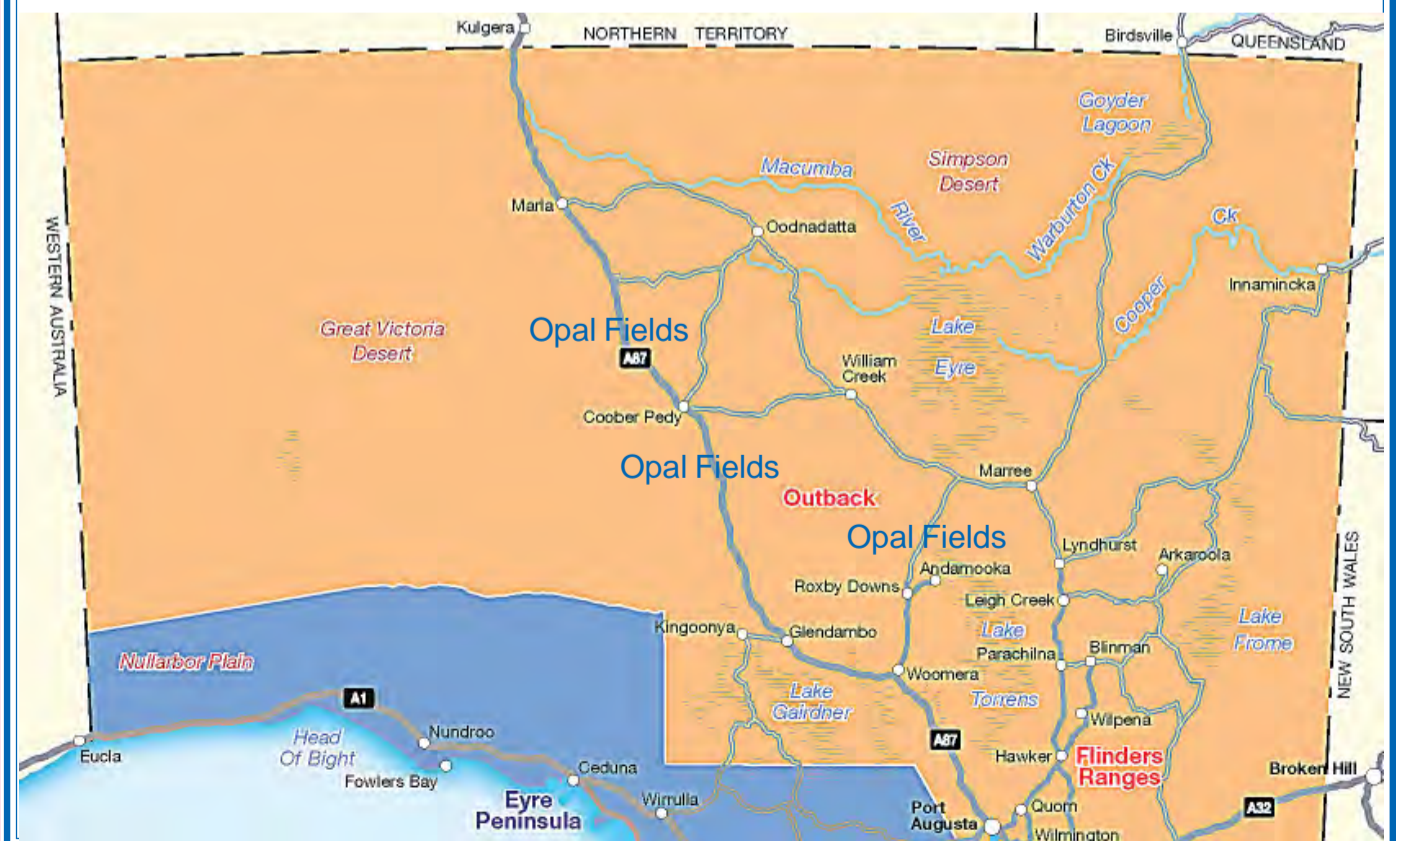 Kulgera
NORTHERN TERRITORY
Birdsville
QUEENSLAND
Goyder
Lagoon
Macumba
River
Simpson
Desert
Warburton Ck
Marla
Oodnadatta
Ck
Cooper
Innamincka
WESTERN AUSTRALIA
Great Victoria
Desert
Opal Fields
A87
Lake
Eyre
William
Creek
Coober Pedy
Opal Fields
Marree
Outback
Opal Fields
Lyndhurst
Arkaroola
Andamooka
Roxby Downs
Leigh Creek
NEW SOUTH WALES
Lake
Frome
Kingoonya
Glendambo
Lake
Torrens
Parachilna
Blinman
Nullarbor Plain
Woomera
Lake
Gairdner
A1
Wilpena
Nundroo
Head
Of Bight
A87
Hawker
Flinders
Ranges
Eucla
Fowlers Bay
Ceduna
Broken Hill
Eyre
Peninsula
Wirrulla
Port
Augusta
Quorn
A32
Wilmington